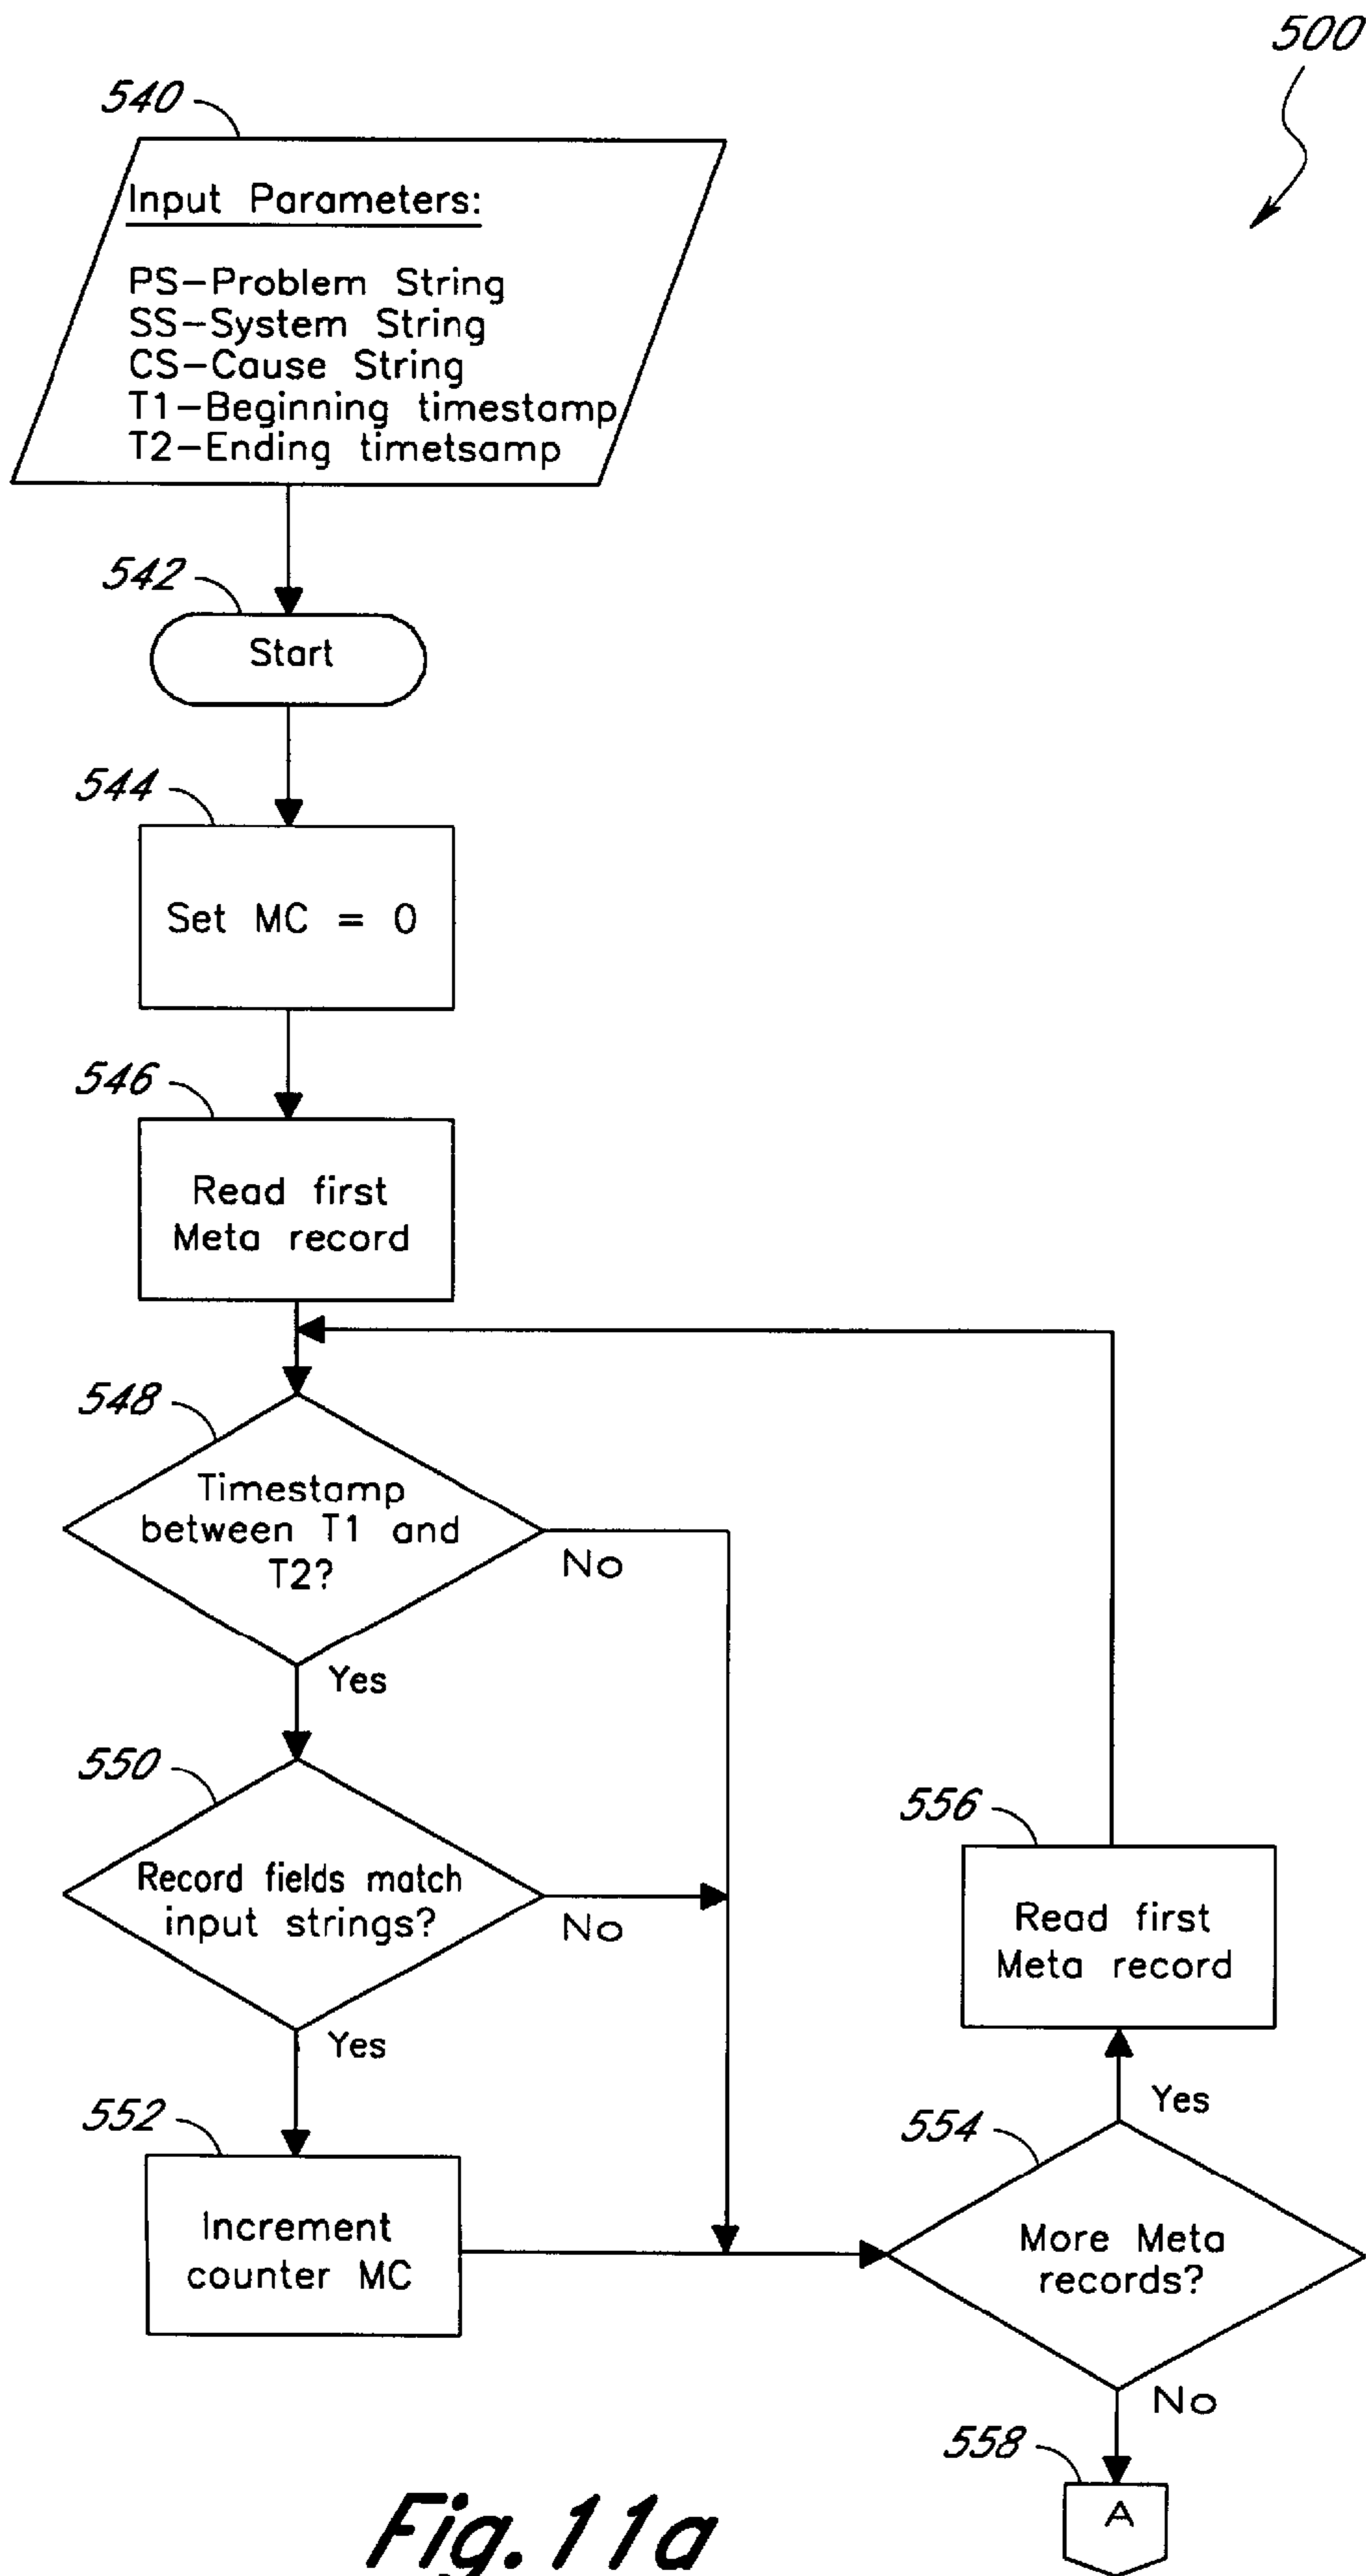 500
540
Input Parameters:
PS-Problem String
SS-System String
CS-Cause String
T1-Beginning timestamp
T2-Ending timetsamp
542
Start
544
Set MC = 0
546
Read first
Meta record
548
Timestamp
between T1 and
T2?
No
Yes
550
Record fields match
input strings?
No
Yes
552
Increment
counter MC
556
Read first
Meta record
Yes
554
More Meta
records?
No
558
A
Fig. 11a